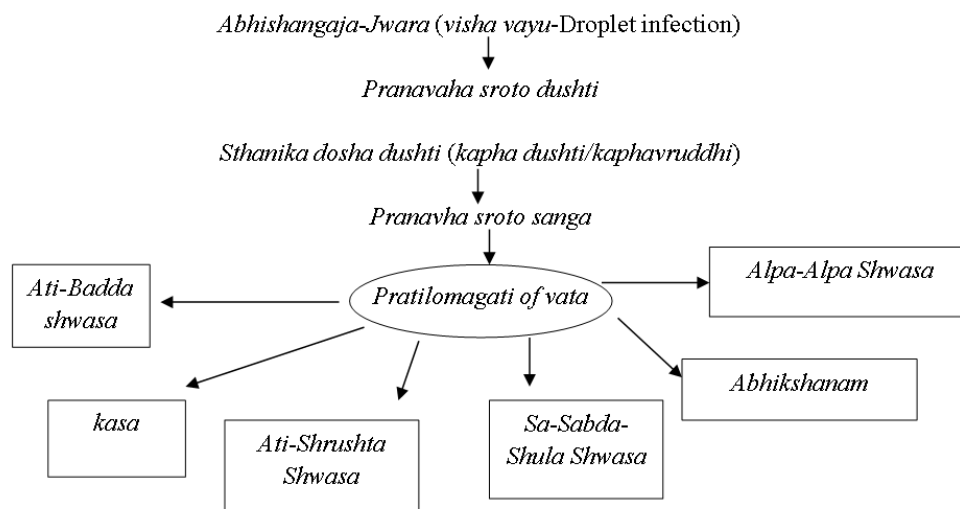 Abhishangaja-Jwara (visha vayu-Droplet infection)
Pranavaha sroto dushti
Sthanika dosha dushti (kapha dushti/kaphavruddhi)
Pranavha sroto sanga
Pratilomagati of vata
Alpa-Alpa Shwasa
Ati-Badda
shwasa
Abhikshanam
kasa
Ati-Shrushta
Shwasa
Sa-Sabda-
Shula Shwasa